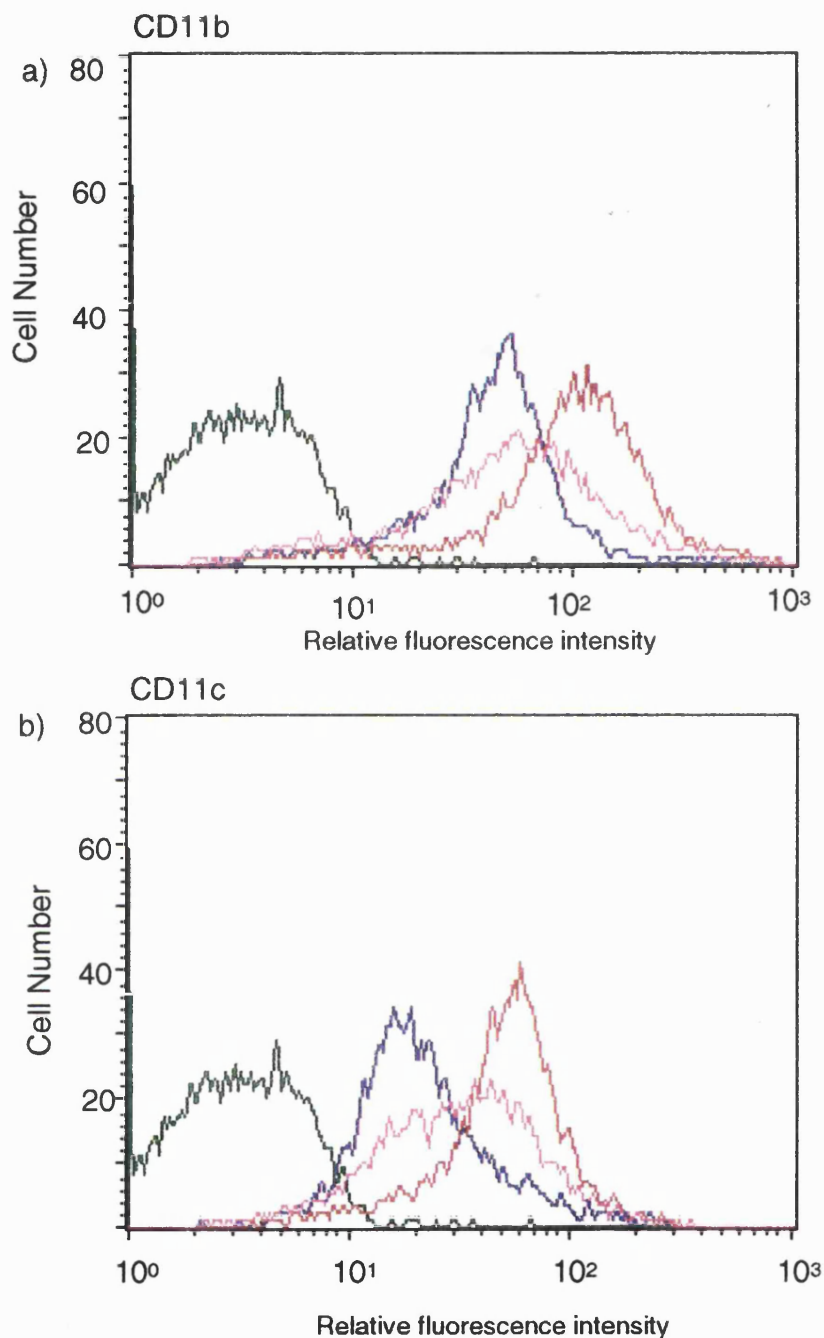 CD11b
a)
80
60
40
20
Cell Number
10⁰ 10¹ 10² 10³
Relative fluorescence intensity
CD11c
b)
80
60
40
20
Cell Number
10⁰ 10¹ 10² 10³
Relative fluorescence intensity